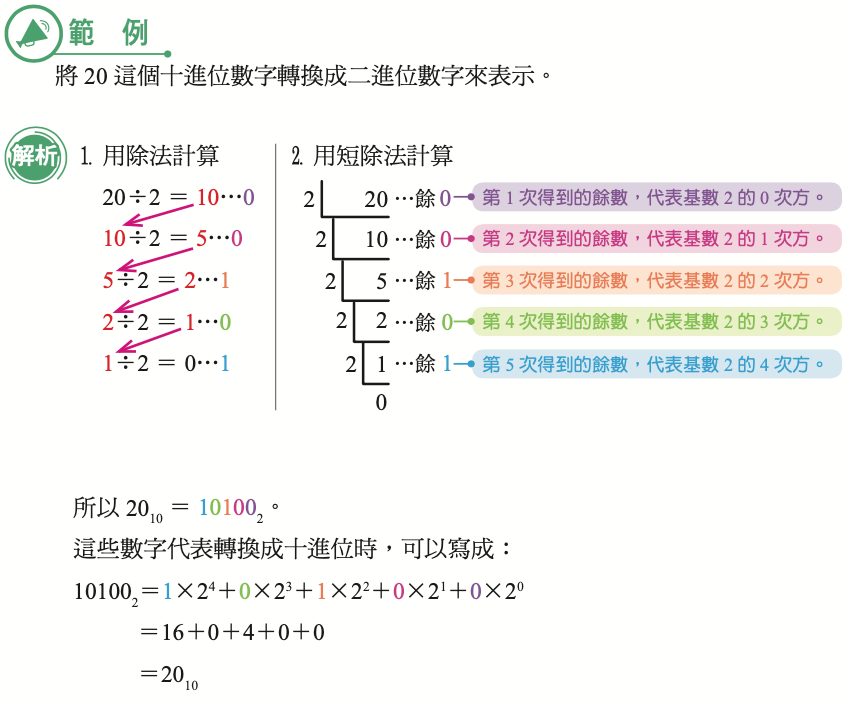 範 例
將 20 這個十進位數字轉換成二進位數字來表示。
解析
1. 用除法計算
20÷2 = 10…0
10÷2 = 5…0
5÷2 = 2…1
2÷2 = 1…0
1÷2 = 0…1
2. 用短除法計算
2 20 …餘 0 第 1 次得到的餘數，代表基數 2 的 0 次方。
2 10 …餘 0 第 2 次得到的餘數，代表基數 2 的 1 次方。
2 5 …餘 1 第 3 次得到的餘數，代表基數 2 的 2 次方。
2 2 …餘 0 第 4 次得到的餘數，代表基數 2 的 3 次方。
2 1 …餘 1 第 5 次得到的餘數，代表基數 2 的 4 次方。
0
所以 20₁₀ = 10100₂。
這些數字代表轉換成十進位時，可以寫成：
10100₂＝1×2⁴＋0×2³＋1×2²＋0×2¹＋0×2⁰
＝16＋0＋4＋0＋0
＝20₁₀